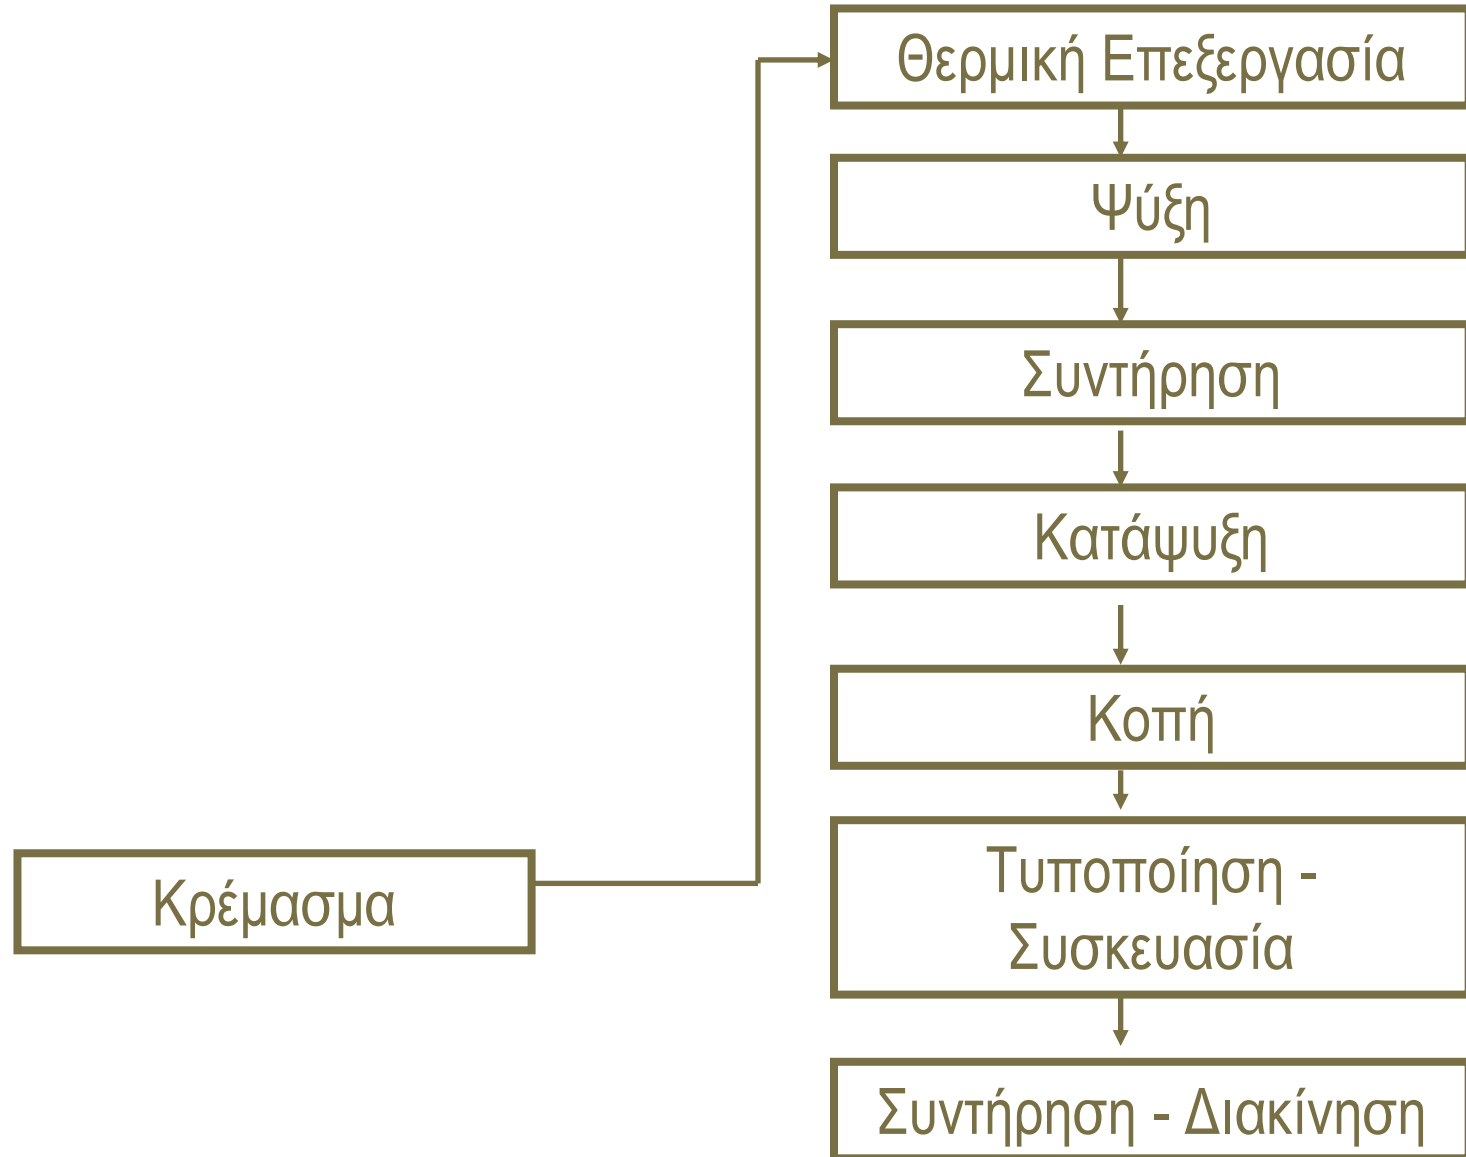 Θερμική Επεξεργασία
Ψύξη
Συντήρηση
Κατάψυξη
Κοπή
Κρέμασμα
Τυποποίηση -
Συσκευασία
Συντήρηση - Διακίνηση